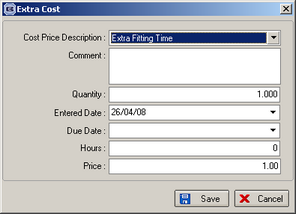 Extra Cost
Cost Price Description : Extra Fitting Time
Comment :
Quantity : 1.000
Entered Date : 26/04/08
Due Date :
Hours : 0
Price : 1.00
Save Cancel